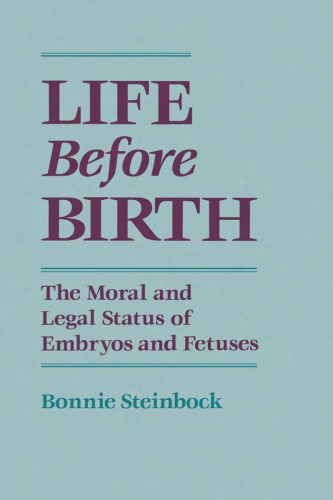 LIFE
Before
BIRTH
The Moral and
Legal Status of
Embryos and Fetuses
Bonnie Steinbock